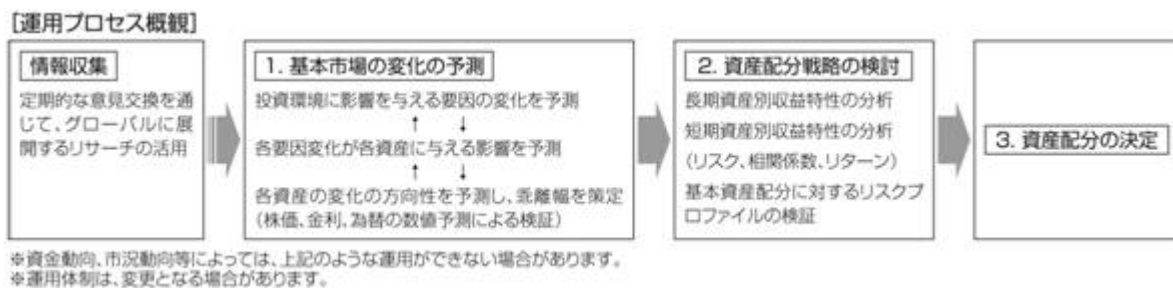 [運用プロセス概観]
情報収集
定期的な意見交換を通
じて、グローバルに展
開するリサーチの活用
1. 基本市場の変化の予測
投資環境に影響を与える要因の変化を予測
↑ ↓
各要因変化が各資産に与える影響を予測
↑ ↓
各資産の変化の方向性を予測し、乖離幅を策定
(株価、金利、為替の数値予測による検証)
2. 資産配分戦略の検討
長期資産別収益特性の分析
短期資産別収益特性の分析
(リスク、相関係数、リターン)
基本資産配分に対するリスクプ
ロファイルの検証
3. 資産配分の決定
※資金動向、市況動向等によっては、上記のような運用ができない場合があります。
※運用体制は、変更となる場合があります。